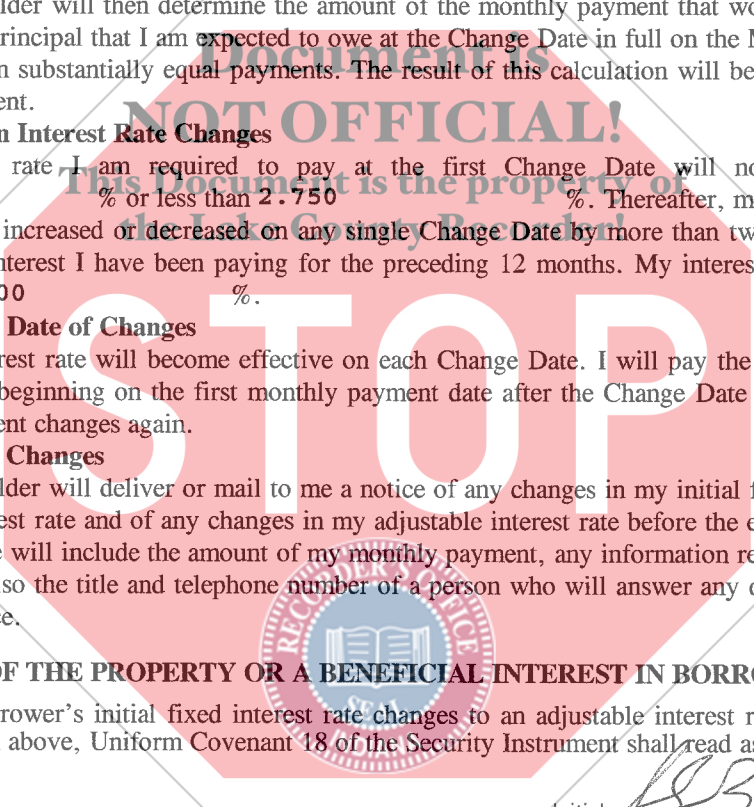 lder will then determine the amount of the monthly payment that wo
rincipal that I am expected to owe at the Change Date in full on the M
n substantially equal payments. The result of this calculation will be
ent.
Document is
NOT OFFICIAL!
This Document is the property of
the Lake County Recorder!
n Interest Rate Changes
rate I am required to pay at the first Change Date will no
% or less than 2.750 %. Thereafter, m
increased or decreased on any single Change Date by more than tw
nterest I have been paying for the preceding 12 months. My interes
00 %.
Date of Changes
rest rate will become effective on each Change Date. I will pay the
beginning on the first monthly payment date after the Change Date
ent changes again.
STOP
Changes
lder will deliver or mail to me a notice of any changes in my initial f
est rate and of any changes in my adjustable interest rate before the e
e will include the amount of my monthly payment, any information re
so the title and telephone number of a person who will answer any
ce.
RECORDER'S OFFICE
SEAL
INDIANA
OF THE PROPERTY OR A BENEFICIAL INTEREST IN BORRO
rrower's initial fixed interest rate changes to an adjustable interest r
above, Uniform Covenant 18 of the Security Instrument shall read as